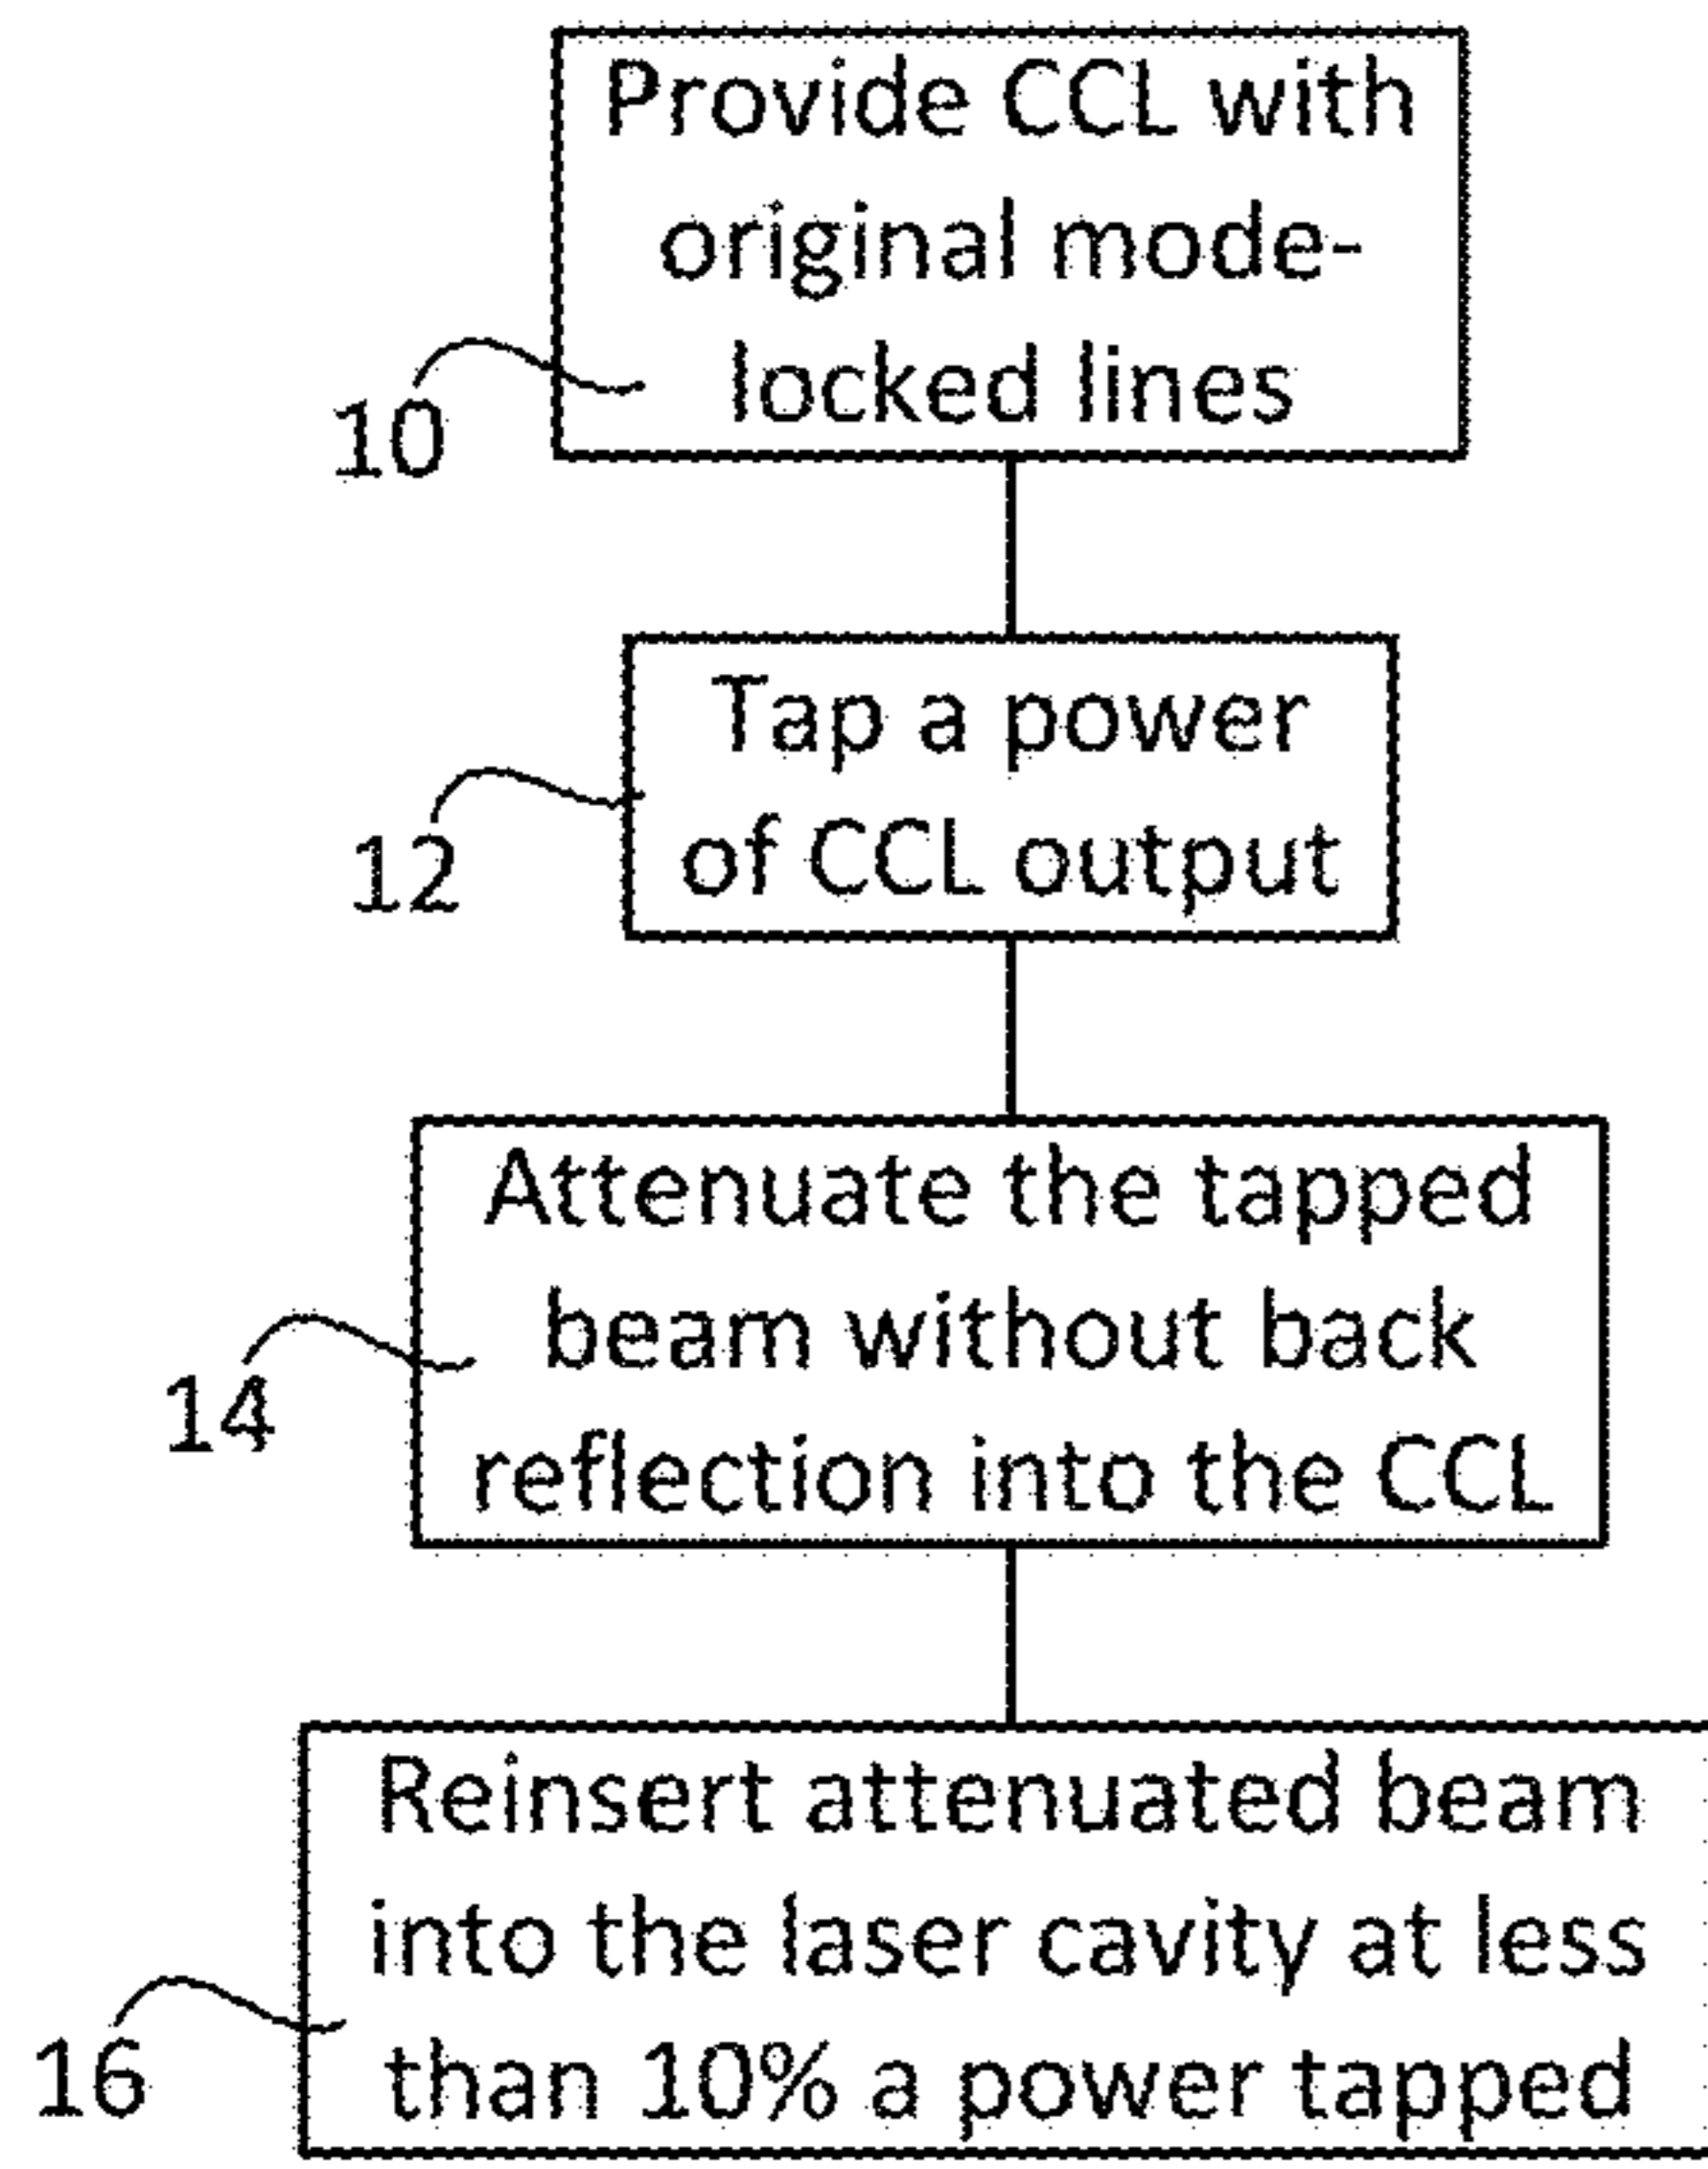 Provide CCL with
original mode-
locked lines
10
Tap a power
of CCL output
12
Attenuate the tapped
beam without back
reflection into the CCL
14
Reinsert attenuated beam
into the laser cavity at less
than 10% a power tapped
16